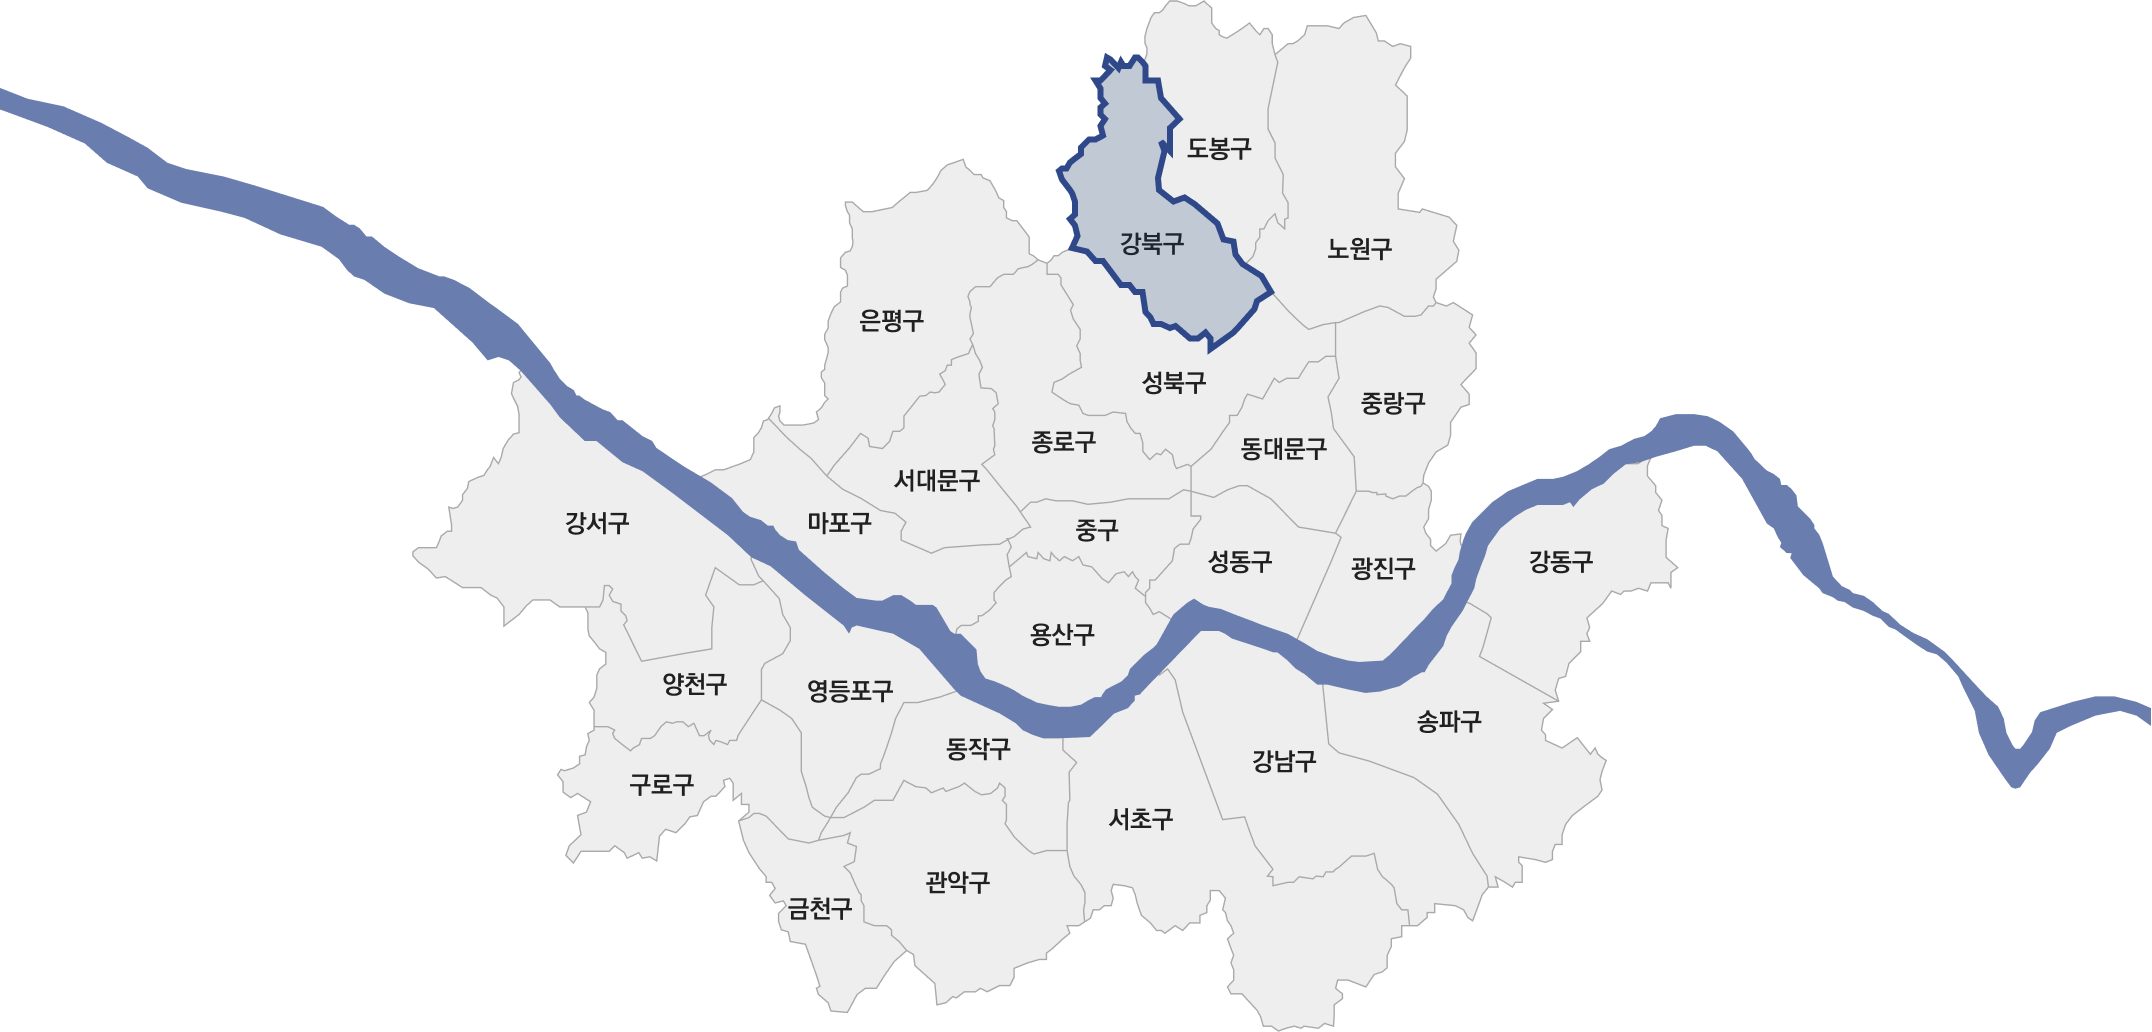 도봉구
강북구
노원구
은평구
성북구
중랑구
종로구
동대문구
서대문구
강서구
마포구
중구
성동구
광진구
강동구
용산구
양천구
영등포구
송파구
동작구
강남구
구로구
서초구
관악구
금천구